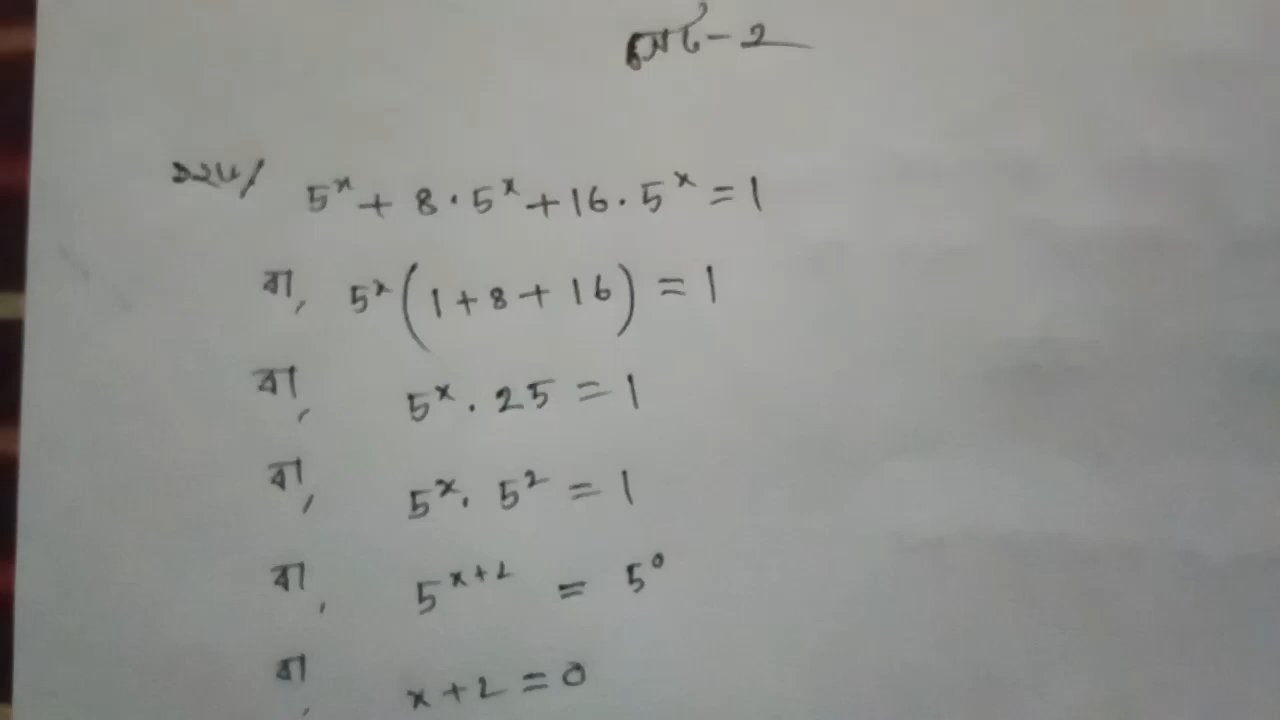 সেট-2
১২৮/ 5^x + 8 · 5^x + 16 · 5^x = 1
বা, 5^x (1 + 8 + 16) = 1
বা, 5^x . 25 = 1
বা, 5^x . 5^2 = 1
বা, 5^{x+2} = 5^0
বা, x + 2 = 0